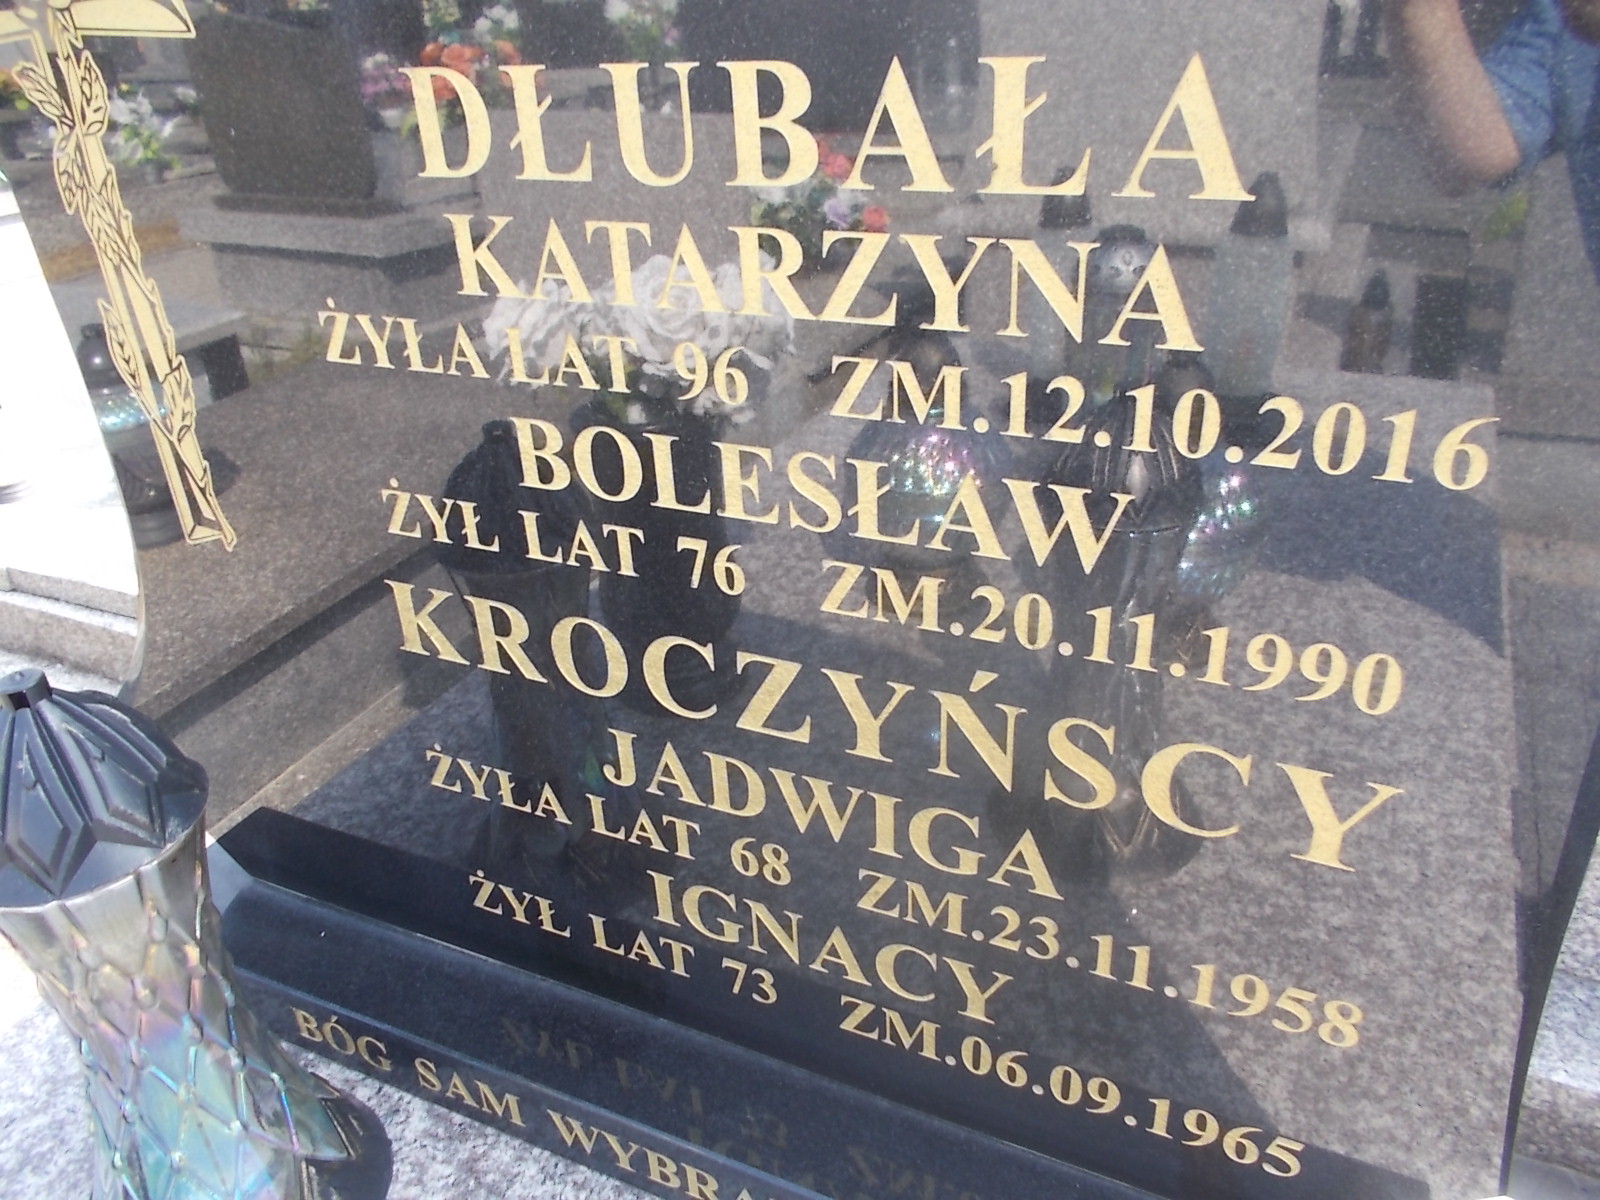 DŁUBAŁA
KATARZYNA
ŻYŁA LAT 96 ZM.12.10.2016
BOLESŁAW
ŻYŁ LAT 76 ZM.20.11.1990
KROCZYŃSCY
JADWIGA
ŻYŁA LAT 68 ZM.23.11.1958
IGNACY
ŻYŁ LAT 73 ZM.06.09.1965
BÓG SAM